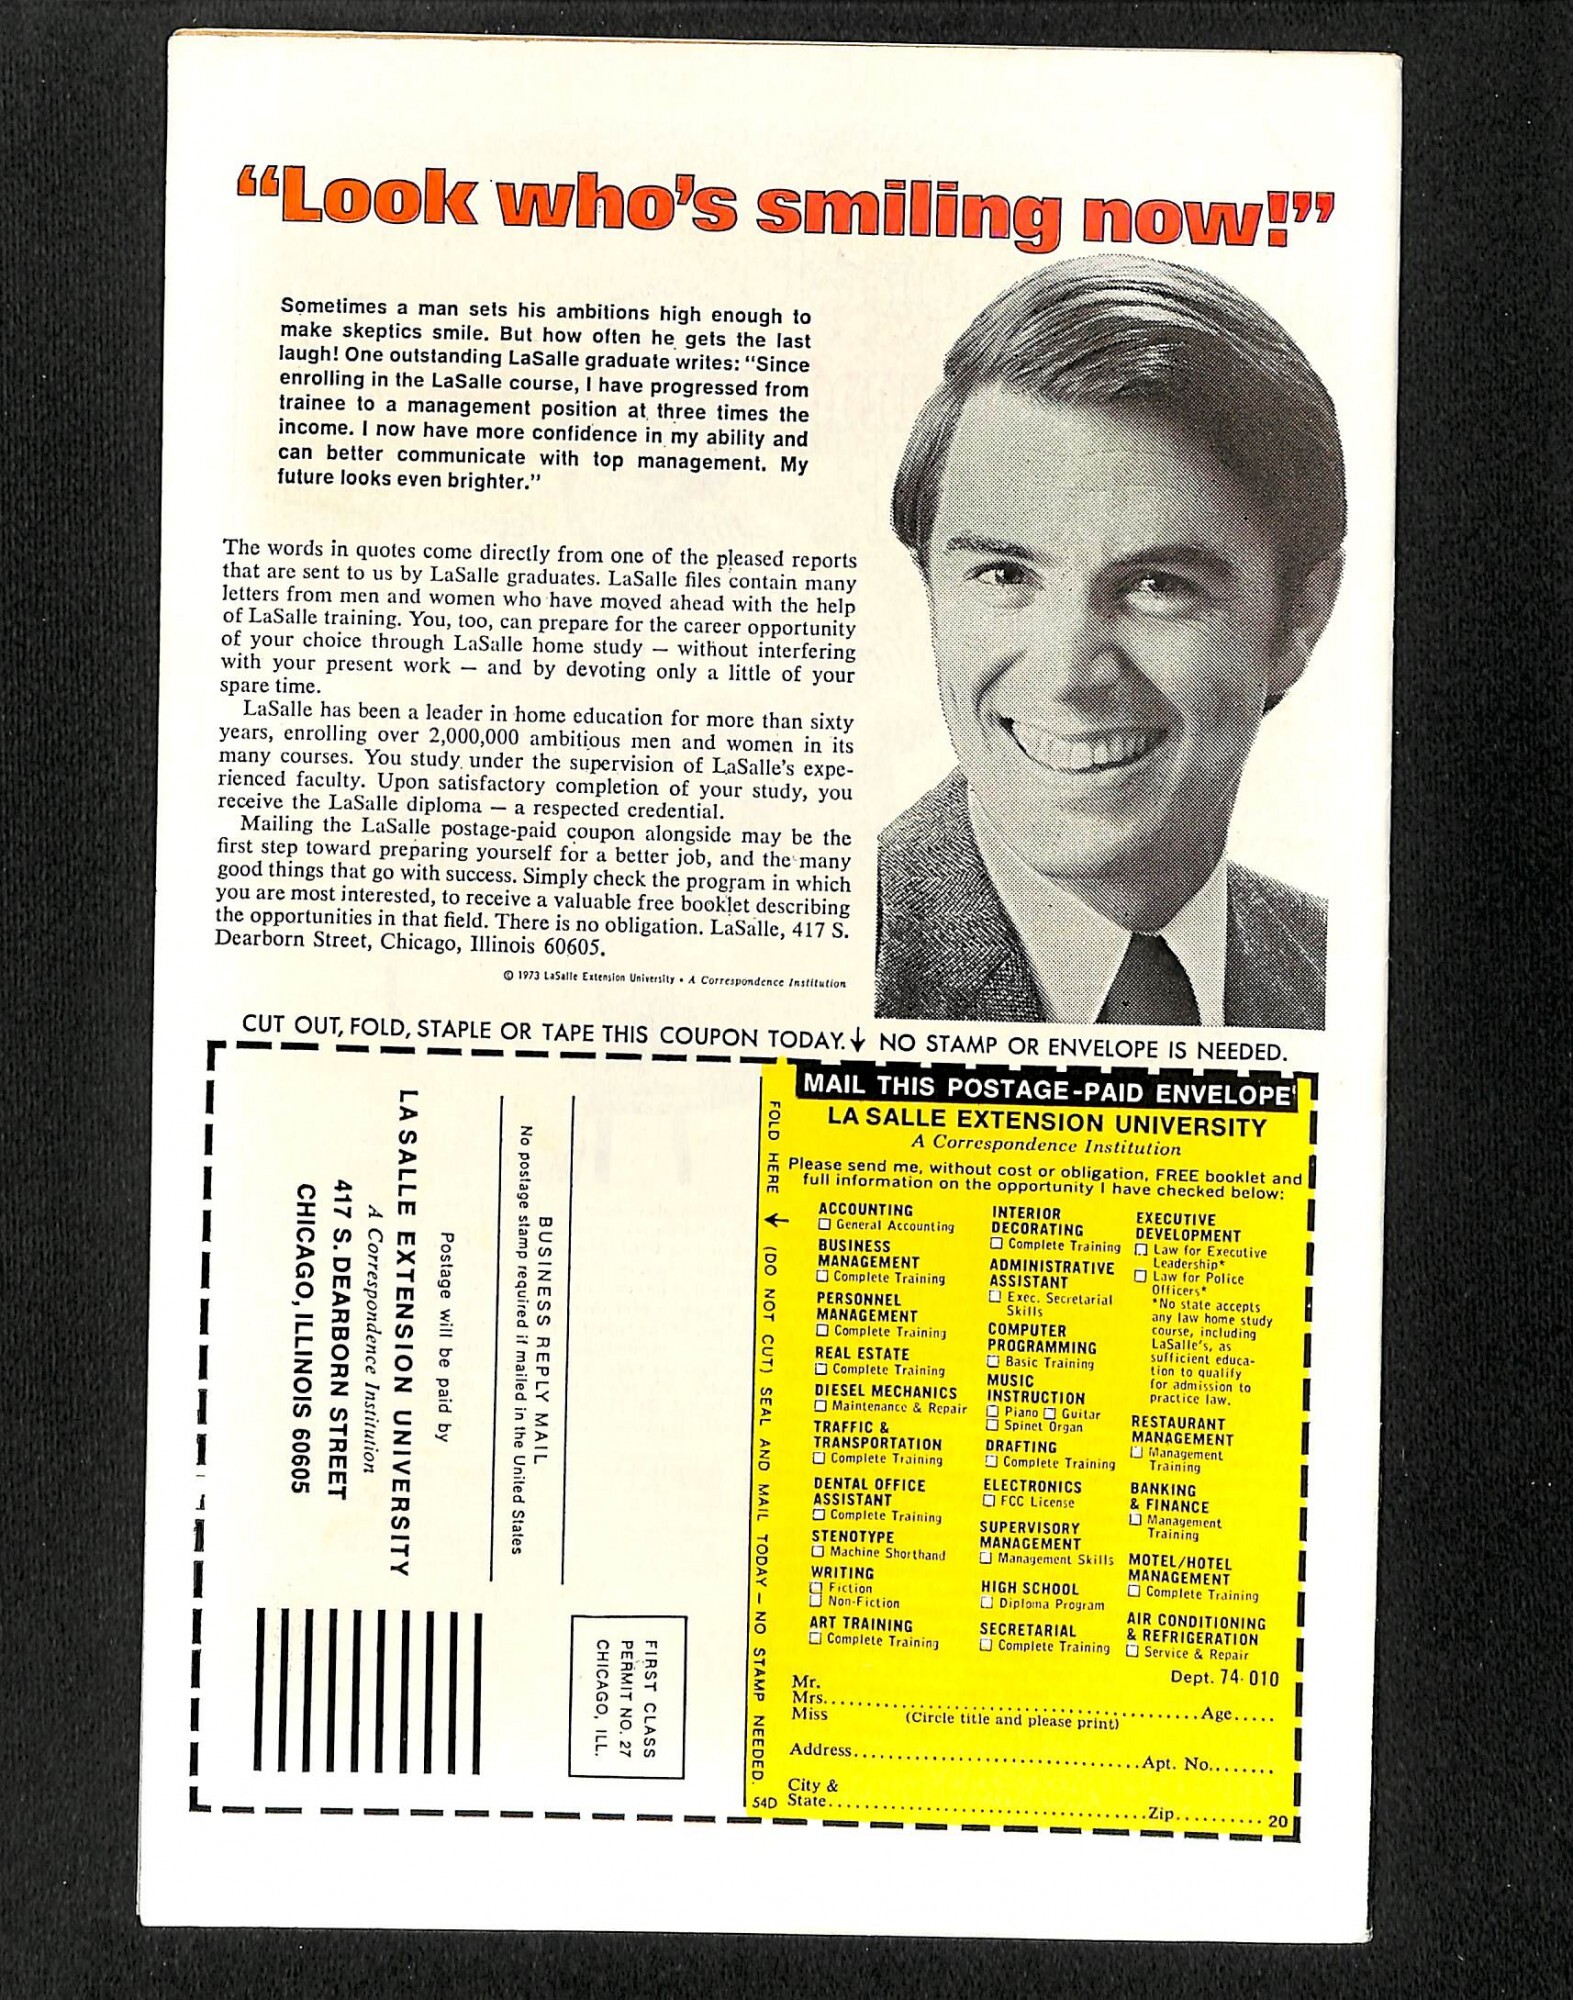 “Look who's smiling now!”
Sometimes a man sets his ambitions high enough to
make skeptics smile. But how often he gets the last
laugh! One outstanding LaSalle graduate writes: “Since
enrolling in the LaSalle course, I have progressed from
trainee to a management position at three times the
income. I now have more confidence in my ability and
can better communicate with top management. My
future looks even brighter.”
The words in quotes come directly from one of the pleased reports
that are sent to us by LaSalle graduates. LaSalle files contain many
letters from men and women who have moved ahead with the help
of LaSalle training. You, too, can prepare for the career opportunity
of your choice through LaSalle home study — without interfering
with your present work — and by devoting only a little of your
spare time.
LaSalle has been a leader in home education for more than sixty
years, enrolling over 2,000,000 ambitious men and women in its
many courses. You study under the supervision of LaSalle's expe-
rienced faculty. Upon satisfactory completion of your study, you
receive the LaSalle diploma — a respected credential.
Mailing the LaSalle postage-paid coupon alongside may be the
first step toward preparing yourself for a better job, and the many
good things that go with success. Simply check the program in which
you are most interested, to receive a valuable free booklet describing
the opportunities in that field. There is no obligation. LaSalle, 417 S.
Dearborn Street, Chicago, Illinois 60605.
© 1973 LaSalle Extension University • A Correspondence Institution
CUT OUT, FOLD, STAPLE OR TAPE THIS COUPON TODAY. ↓ NO STAMP OR ENVELOPE IS NEEDED.
FIRST CLASS
PERMIT NO. 27
CHICAGO, ILL.
BUSINESS REPLY MAIL
No postage stamp required if mailed in the United States
Postage will be paid by
LA SALLE EXTENSION UNIVERSITY
A Correspondence Institution
417 S. DEARBORN STREET
CHICAGO, ILLINOIS 60605
FOLD HERE ↓ (DO NOT CUT) SEAL AND MAIL TODAY — NO STAMP NEEDED.
54D
MAIL THIS POSTAGE-PAID ENVELOPE
LA SALLE EXTENSION UNIVERSITY
A Correspondence Institution
Please send me, without cost or obligation, FREE booklet and
full information on the opportunity I have checked below:
ACCOUNTING
☐ General Accounting
BUSINESS
MANAGEMENT
☐ Complete Training
PERSONNEL
MANAGEMENT
☐ Complete Training
REAL ESTATE
☐ Complete Training
DIESEL MECHANICS
☐ Maintenance & Repair
TRAFFIC &
TRANSPORTATION
☐ Complete Training
DENTAL OFFICE
ASSISTANT
☐ Complete Training
STENOTYPE
☐ Machine Shorthand
WRITING
☐ Fiction
☐ Non-Fiction
ART TRAINING
☐ Complete Training
INTERIOR
DECORATING
☐ Complete Training
ADMINISTRATIVE
ASSISTANT
☐ Exec. Secretarial
Skills
COMPUTER
PROGRAMMING
☐ Basic Training
MUSIC
INSTRUCTION
☐ Piano ☐ Guitar
☐ Spinet Organ
DRAFTING
☐ Complete Training
ELECTRONICS
☐ FCC License
SUPERVISORY
MANAGEMENT
☐ Management Skills
HIGH SCHOOL
☐ Diploma Program
SECRETARIAL
☐ Complete Training
EXECUTIVE
DEVELOPMENT
☐ Law for Executive
Leadership*
☐ Law for Police
Officers*
*No state accepts
any law home study
course, including
LaSalle's, as
sufficient educa-
tion to qualify
for admission to
practice law.
RESTAURANT
MANAGEMENT
☐ Management
Training
BANKING
& FINANCE
☐ Management
Training
MOTEL/HOTEL
MANAGEMENT
☐ Complete Training
AIR CONDITIONING
& REFRIGERATION
☐ Service & Repair
Dept. 74-010
Mr.
Mrs. ........ Age.....
Miss (Circle title and please print)
Address........ Apt. No........
City &
State........ Zip.......... 20